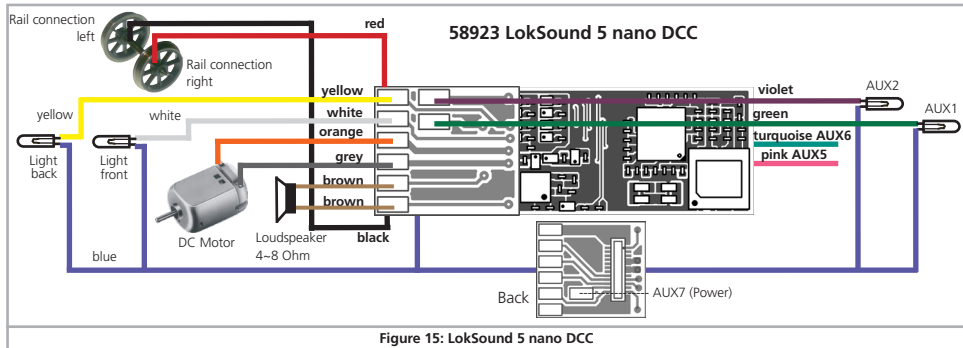 Rail connection
left
red
58923 LokSound 5 nano DCC
Rail connection
right
yellow
violet
AUX2
yellow
white
white
green
AUX1
orange
turquoise AUX6
Light
back
Light
front
grey
pink AUX5
brown
brown
DC Motor
Loudspeaker
4~8 Ohm
black
blue
Back
AUX7 (Power)
Figure 15: LokSound 5 nano DCC